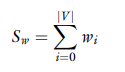 $S_w = \sum_{i=0}^{|V|} w_i$